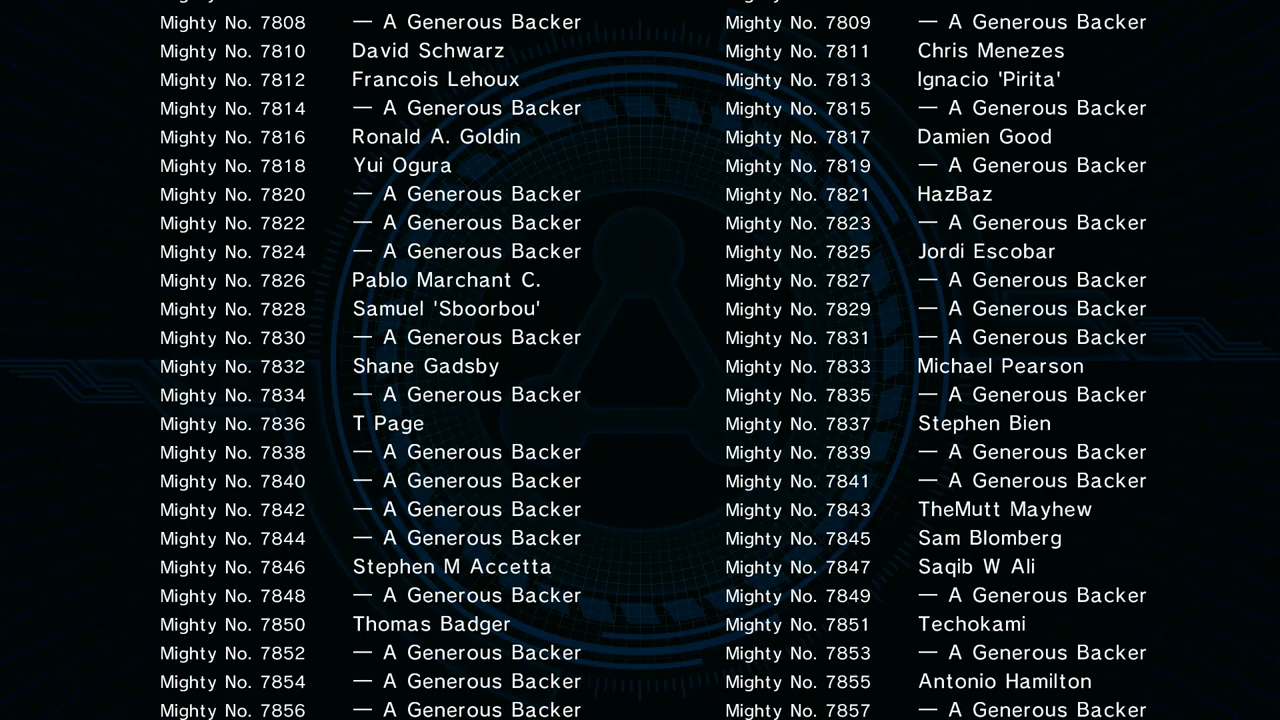 Mighty No. 7808 — A Generous Backer Mighty No. 7809 — A Generous Backer
Mighty No. 7810 David Schwarz Mighty No. 7811 Chris Menezes
Mighty No. 7812 Francois Lehoux Mighty No. 7813 Ignacio 'Pirita'
Mighty No. 7814 — A Generous Backer Mighty No. 7815 — A Generous Backer
Mighty No. 7816 Ronald A. Goldin Mighty No. 7817 Damien Good
Mighty No. 7818 Yui Ogura Mighty No. 7819 — A Generous Backer
Mighty No. 7820 — A Generous Backer Mighty No. 7821 HazBaz
Mighty No. 7822 — A Generous Backer Mighty No. 7823 — A Generous Backer
Mighty No. 7824 — A Generous Backer Mighty No. 7825 Jordi Escobar
Mighty No. 7826 Pablo Marchant C. Mighty No. 7827 — A Generous Backer
Mighty No. 7828 Samuel 'Sboorbou' Mighty No. 7829 — A Generous Backer
Mighty No. 7830 — A Generous Backer Mighty No. 7831 — A Generous Backer
Mighty No. 7832 Shane Gadsby Mighty No. 7833 Michael Pearson
Mighty No. 7834 — A Generous Backer Mighty No. 7835 — A Generous Backer
Mighty No. 7836 T Page Mighty No. 7837 Stephen Bien
Mighty No. 7838 — A Generous Backer Mighty No. 7839 — A Generous Backer
Mighty No. 7840 — A Generous Backer Mighty No. 7841 — A Generous Backer
Mighty No. 7842 — A Generous Backer Mighty No. 7843 TheMutt Mayhew
Mighty No. 7844 — A Generous Backer Mighty No. 7845 Sam Blomberg
Mighty No. 7846 Stephen M Accetta Mighty No. 7847 Saqib W Ali
Mighty No. 7848 — A Generous Backer Mighty No. 7849 — A Generous Backer
Mighty No. 7850 Thomas Badger Mighty No. 7851 Techokami
Mighty No. 7852 — A Generous Backer Mighty No. 7853 — A Generous Backer
Mighty No. 7854 — A Generous Backer Mighty No. 7855 Antonio Hamilton
Mighty No. 7856 — A Generous Backer Mighty No. 7857 — A Generous Backer